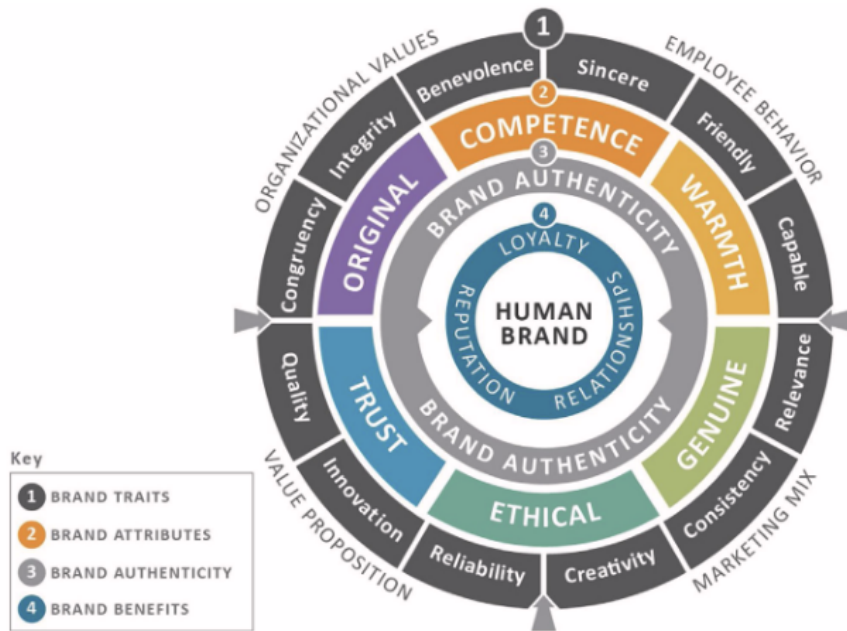 1
ORGANIZATIONAL VALUES
EMPLOYEE BEHAVIOR
Benevolence
Sincere
Integrity
Friendly
Congruency
Capable
2
COMPETENCE
ORIGINAL
WARMTH
3
BRAND AUTHENTICITY
4
LOYALTY
REPUTATION
RELATIONSHIPS
HUMAN
BRAND
BRAND AUTHENTICITY
TRUST
GENUINE
ETHICAL
Quality
Relevance
Innovation
Consistency
Reliability
Creativity
VALUE PROPOSITION
MARKETING MIX
Key
1 BRAND TRAITS
2 BRAND ATTRIBUTES
3 BRAND AUTHENTICITY
4 BRAND BENEFITS